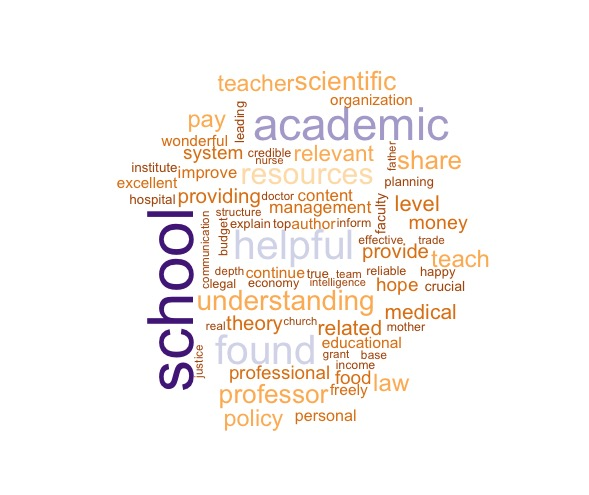 teacher scientific
organization
pay leading academic
wonderful
system credible relevant father share
nurse
institute improve resources planning
excellent
hospital providing doctor content level
structure management faculty money
school communication budget explain top author inform
helpful effective, trade
provide teach
depth continue true team reliable happy
clegal economy intelligence hope crucial
understanding medical
real theory church related mother
justice found educational
grant base
income
professional food law
professor freely
policy personal